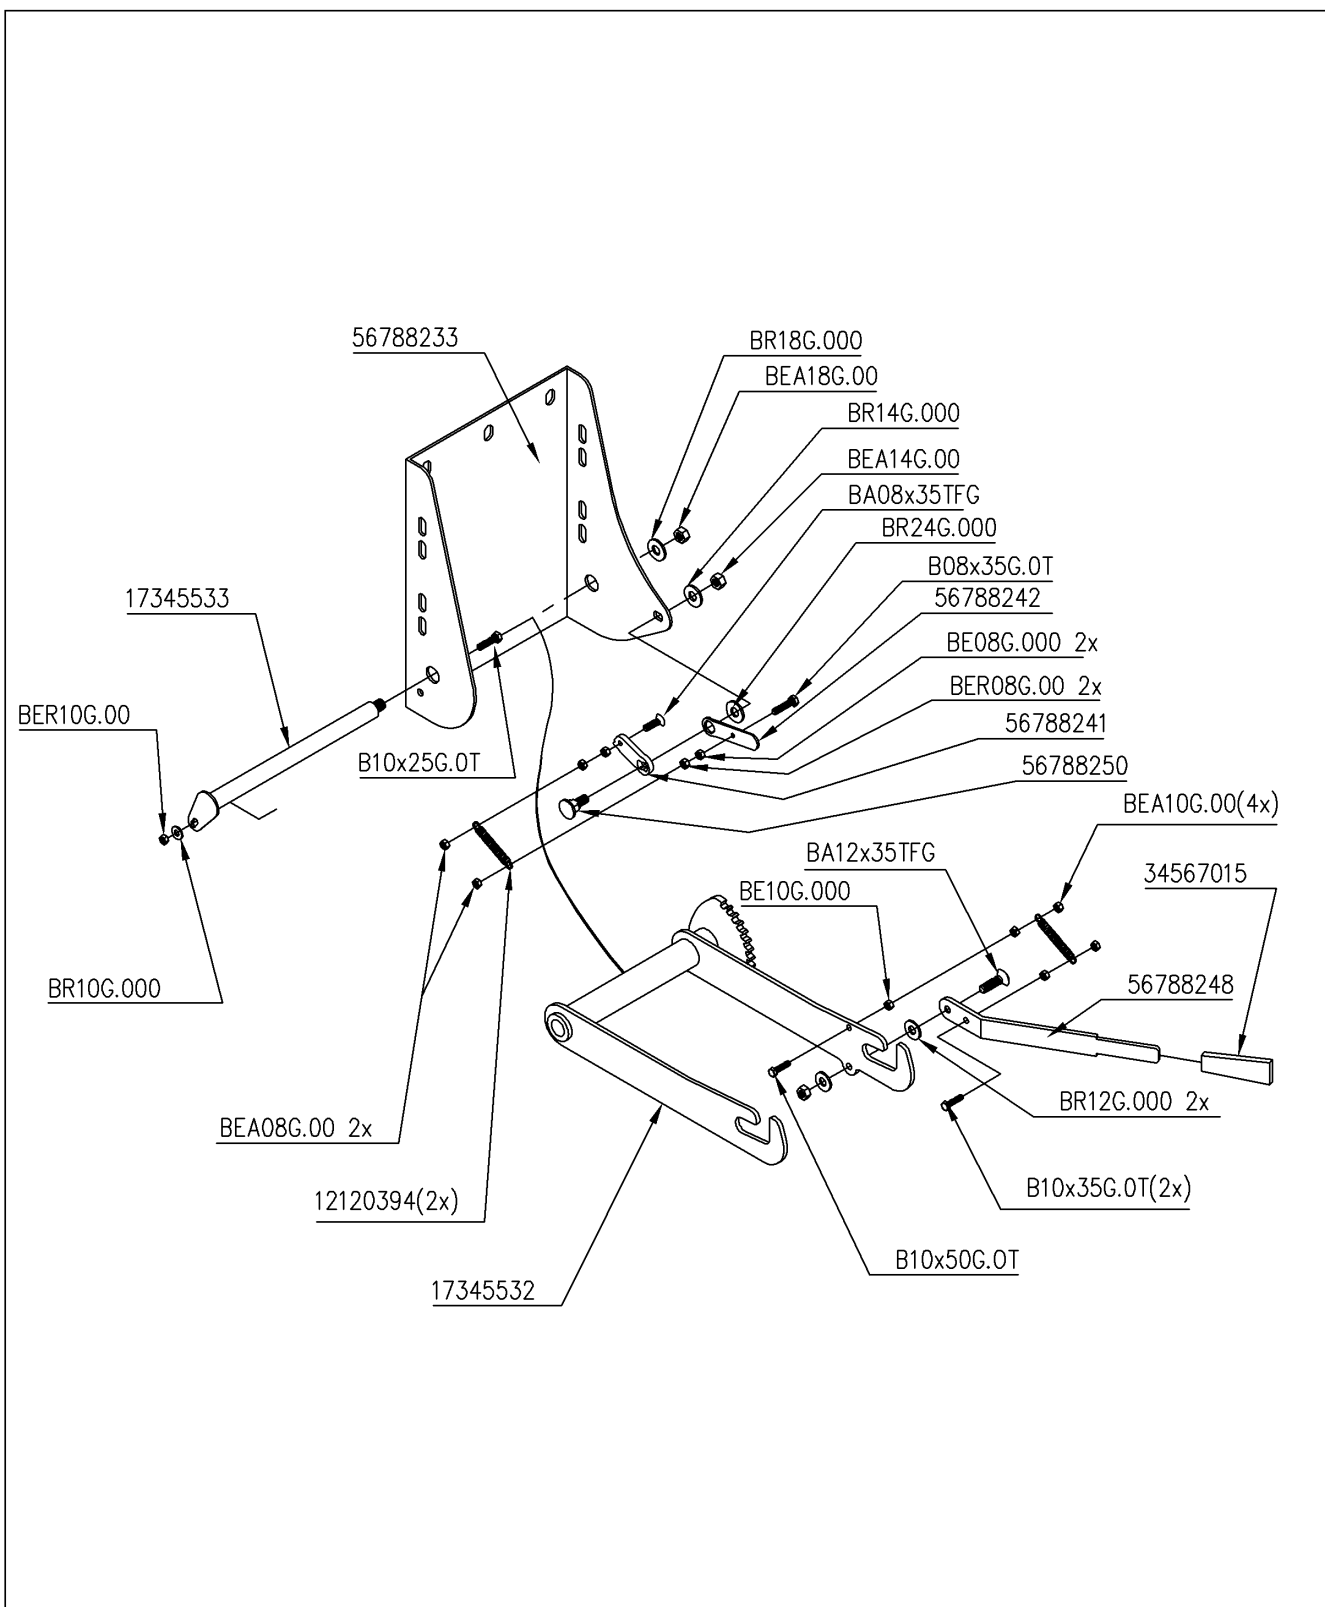 56788233
BR18G.000
BEA18G.00
BR14G.000
BEA14G.00
BA08x35TFG
BR24G.000
B08x35G.0T
56788242
17345533
BE08G.000 2x
BER08G.00 2x
BER10G.00
56788241
B10x25G.0T
56788250
BEA10G.00(4x)
BA12x35TFG
34567015
BE10G.000
BR10G.000
56788248
BR12G.000 2x
BEA08G.00 2x
B10x35G.0T(2x)
12120394(2x)
B10x50G.0T
17345532